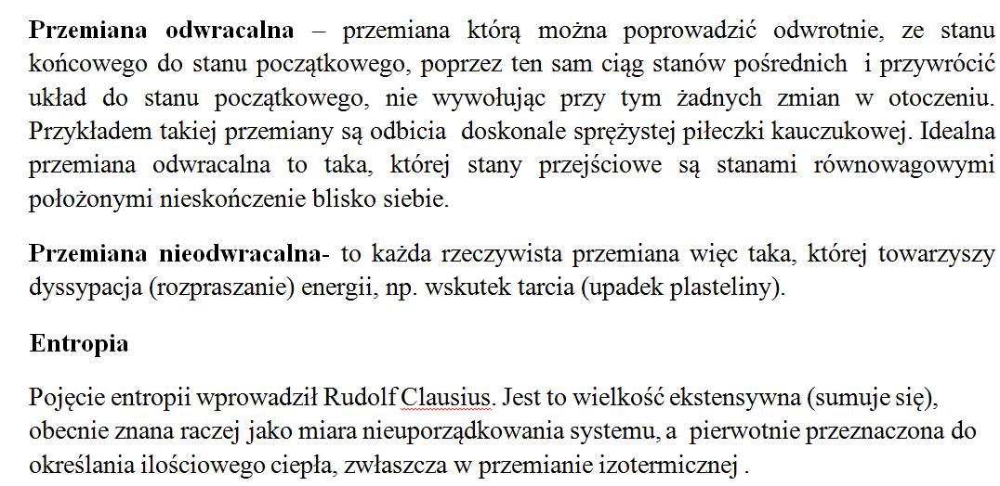 Przemiana odwracalna – przemiana którą można poprowadzić odwrotnie, ze stanu
końcowego do stanu początkowego, poprzez ten sam ciąg stanów pośrednich i przywrócić
układ do stanu początkowego, nie wywołując przy tym żadnych zmian w otoczeniu.
Przykładem takiej przemiany są odbicia doskonale sprężystej piłeczki kauczukowej. Idealna
przemiana odwracalna to taka, której stany przejściowe są stanami równowagowymi
położonymi nieskończenie blisko siebie.
Przemiana nieodwracalna- to każda rzeczywista przemiana więc taka, której towarzyszy
dyssypacja (rozpraszanie) energii, np. wskutek tarcia (upadek plasteliny).
Entropia
Pojęcie entropii wprowadził Rudolf Clausius. Jest to wielkość ekstensywna (sumuje się),
obecnie znana raczej jako miara nieuporządkowania systemu, a pierwotnie przeznaczona do
określania ilościowego ciepła, zwłaszcza w przemianie izotermicznej .